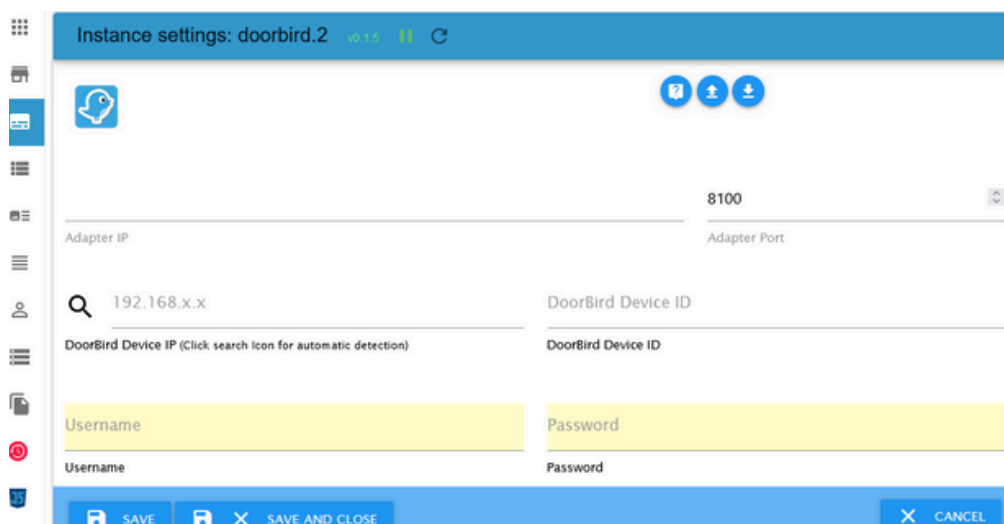 Instance settings: doorbird.2 v0.1.5
8100
Adapter IP Adapter Port
192.168.x.x DoorBird Device ID
DoorBird Device IP (Click search Icon for automatic detection) DoorBird Device ID
Username Password
Username Password
JS
SAVE SAVE AND CLOSE CANCEL